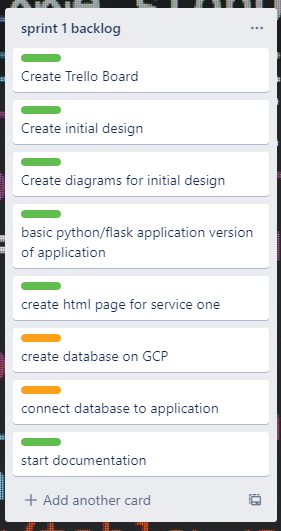 sprint 1 backlog
Create Trello Board
Create initial design
Create diagrams for initial design
basic python/flask application version
of application
create html page for service one
create database on GCP
connect database to application
start documentation
+ Add another card